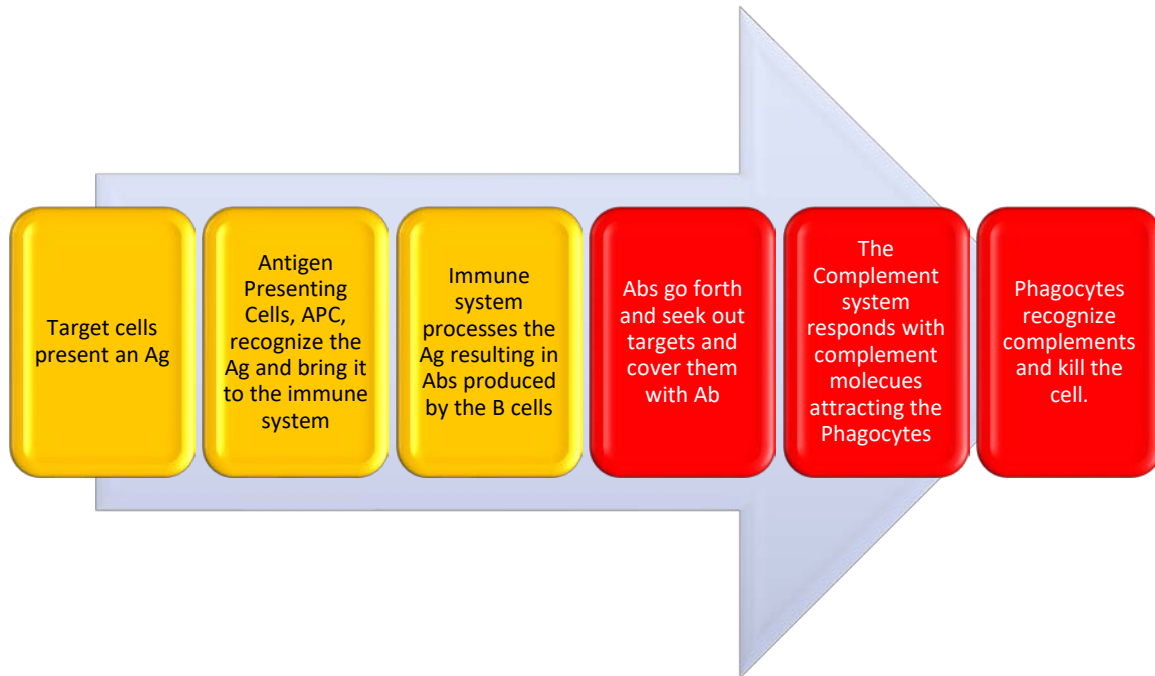 Target cells
present an Ag
Antigen
Presenting
Cells, APC,
recognize the
Ag and bring it
to the immune
system
Immune
system
processes the
Ag resulting in
Abs produced
by the B cells
Abs go forth
and seek out
targets and
cover them
with Ab
The
Complement
system
responds with
complement
molecues
attracting the
Phagocytes
Phagocytes
recognize
complements
and kill the
cell.